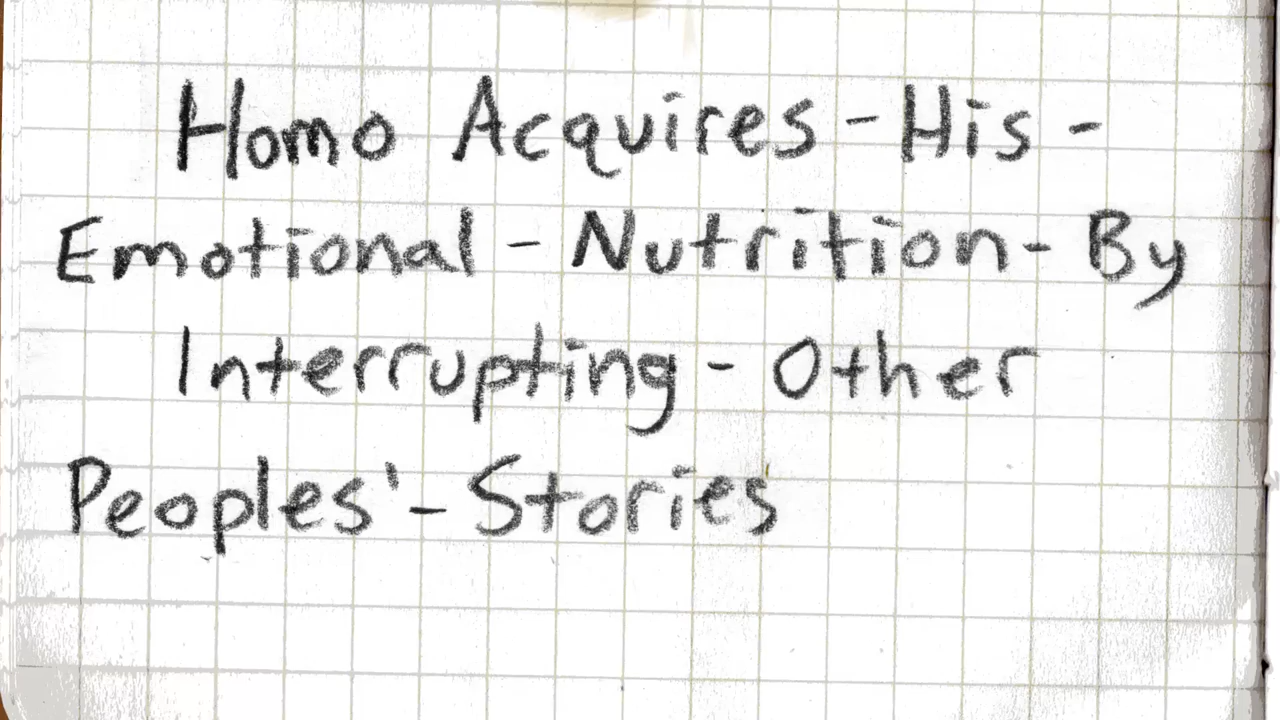 Homo Acquires - His -
Emotional - Nutrition - By
Interrupting - Other
Peoples' - Stories